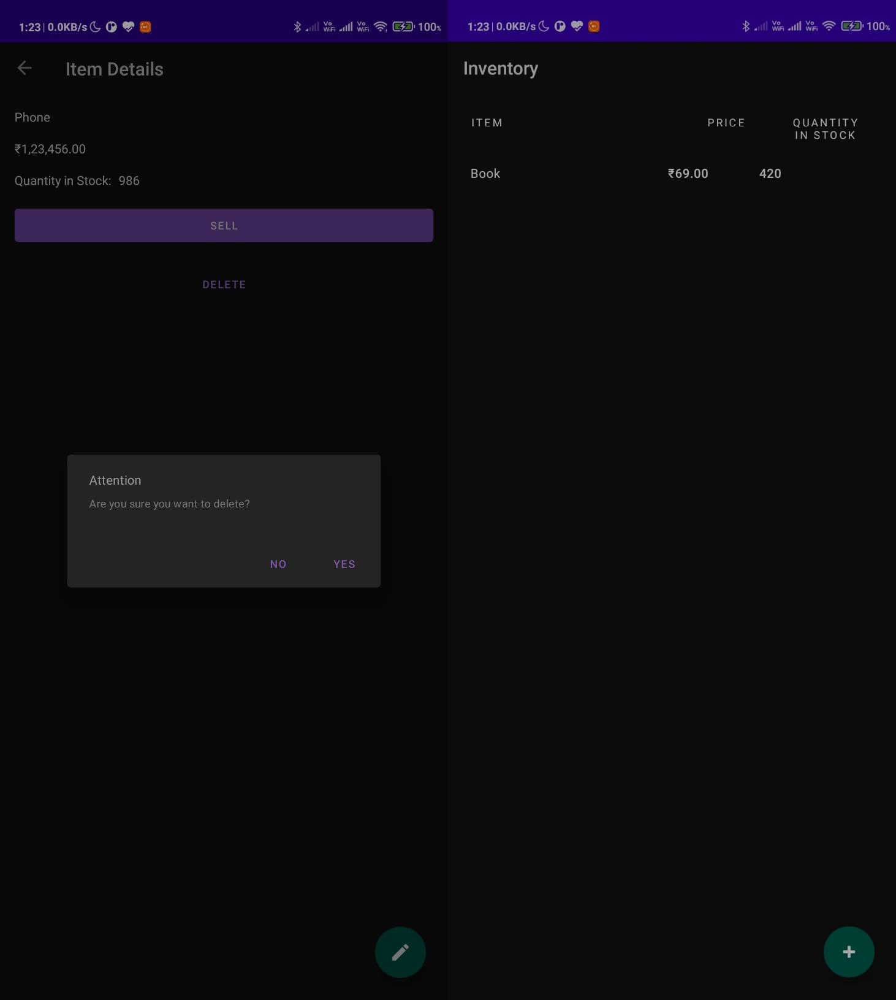 1:23 | 0.0KB/s Vo WiFi Vo WiFi 100%
Item Details
Phone
₹1,23,456.00
Quantity in Stock: 986
SELL
DELETE
Attention
Are you sure you want to delete?
NO YES
1:23 | 0.0KB/s Vo WiFi Vo WiFi 100%
Inventory
ITEM PRICE QUANTITY
IN STOCK
Book ₹69.00 420